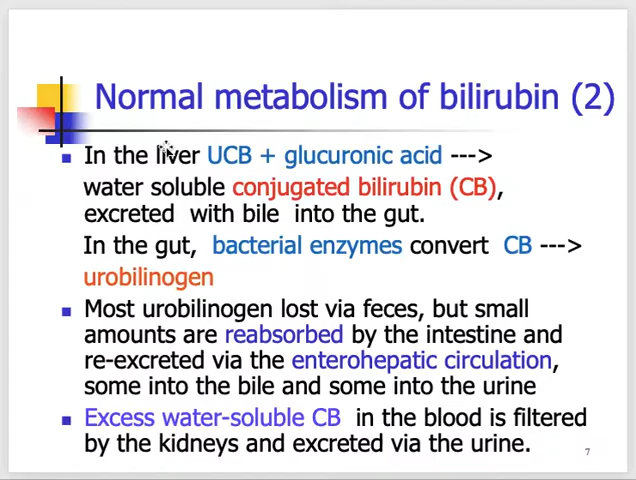 Normal metabolism of bilirubin (2)
In the liver UCB + glucuronic acid --->
water soluble conjugated bilirubin (CB),
excreted with bile into the gut.
In the gut, bacterial enzymes convert CB --->
urobilinogen
Most urobilinogen lost via feces, but small
amounts are reabsorbed by the intestine and
re-excreted via the enterohepatic circulation,
some into the bile and some into the urine
Excess water-soluble CB in the blood is filtered
by the kidneys and excreted via the urine.
7